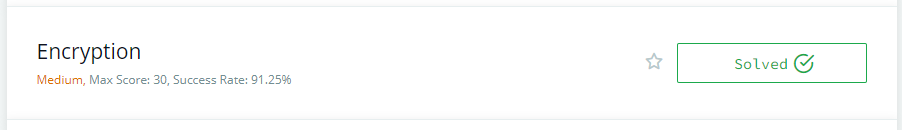 Encryption
Medium, Max Score: 30, Success Rate: 91.25%
Solved